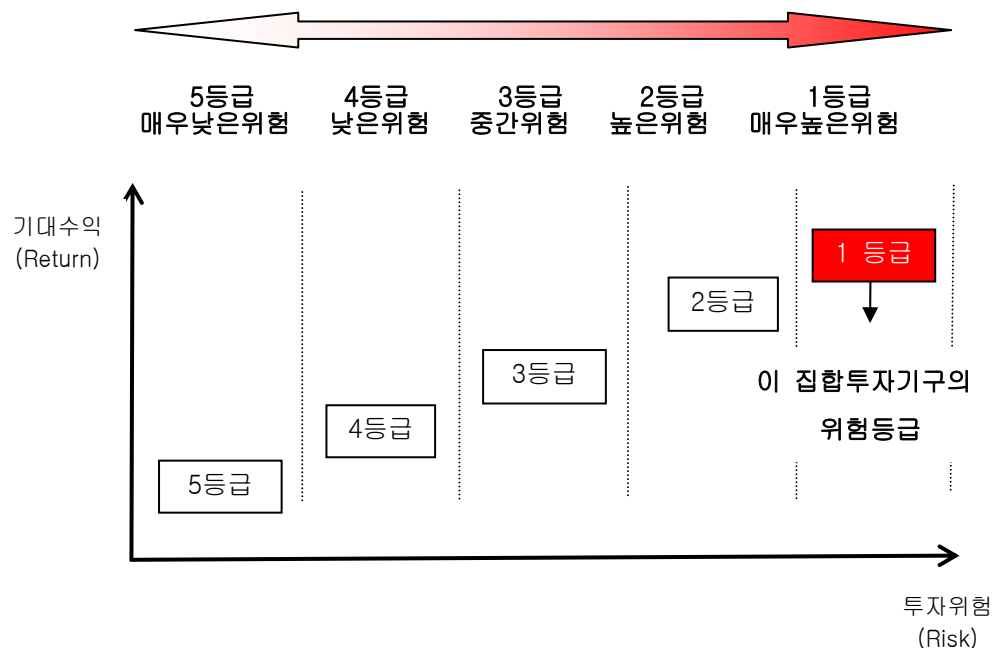 5등급
매우낮은위험
4등급
낮은위험
3등급
중간위험
2등급
높은위험
1등급
매우높은위험
기대수익
(Return)
1 등급
2등급
3등급
이 집합투자기구의
위험등급
4등급
5등급
투자위험
(Risk)